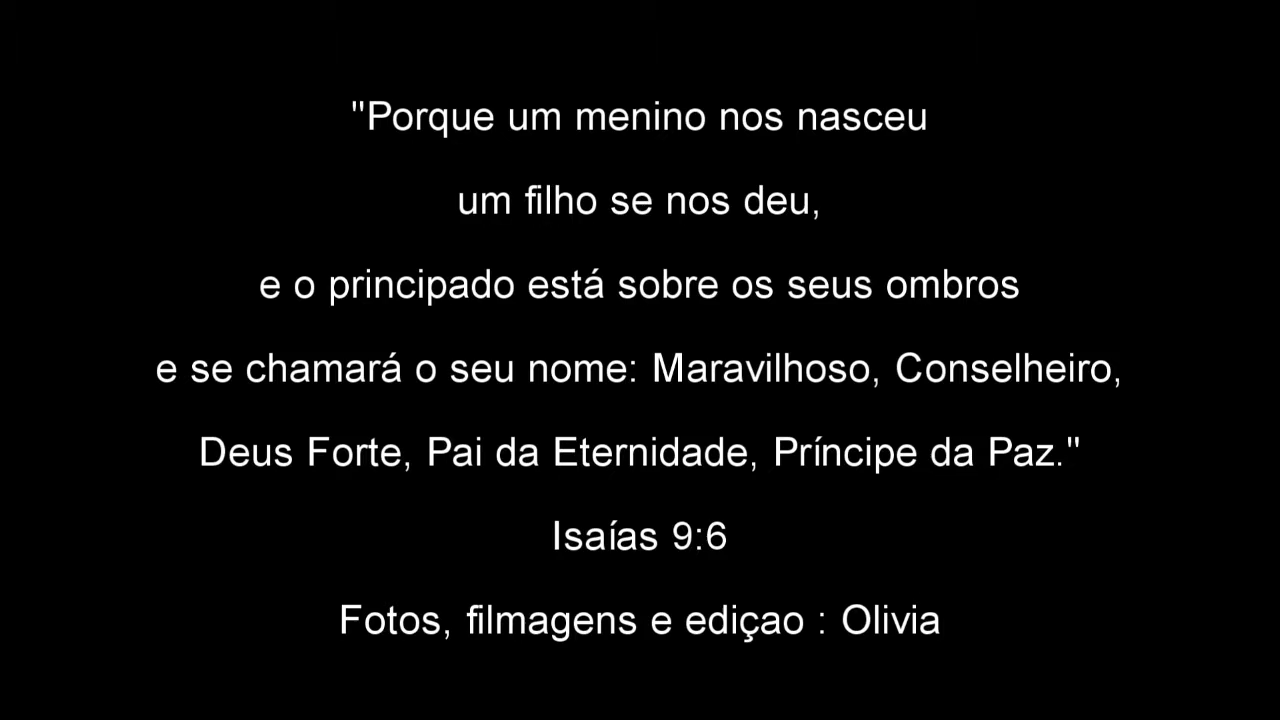 "Porque um menino nos nasceu
um filho se nos deu,
e o principado está sobre os seus ombros
e se chamará o seu nome: Maravilhoso, Conselheiro,
Deus Forte, Pai da Eternidade, Príncipe da Paz."
Isaías 9:6
Fotos, filmagens e ediçao : Olivia